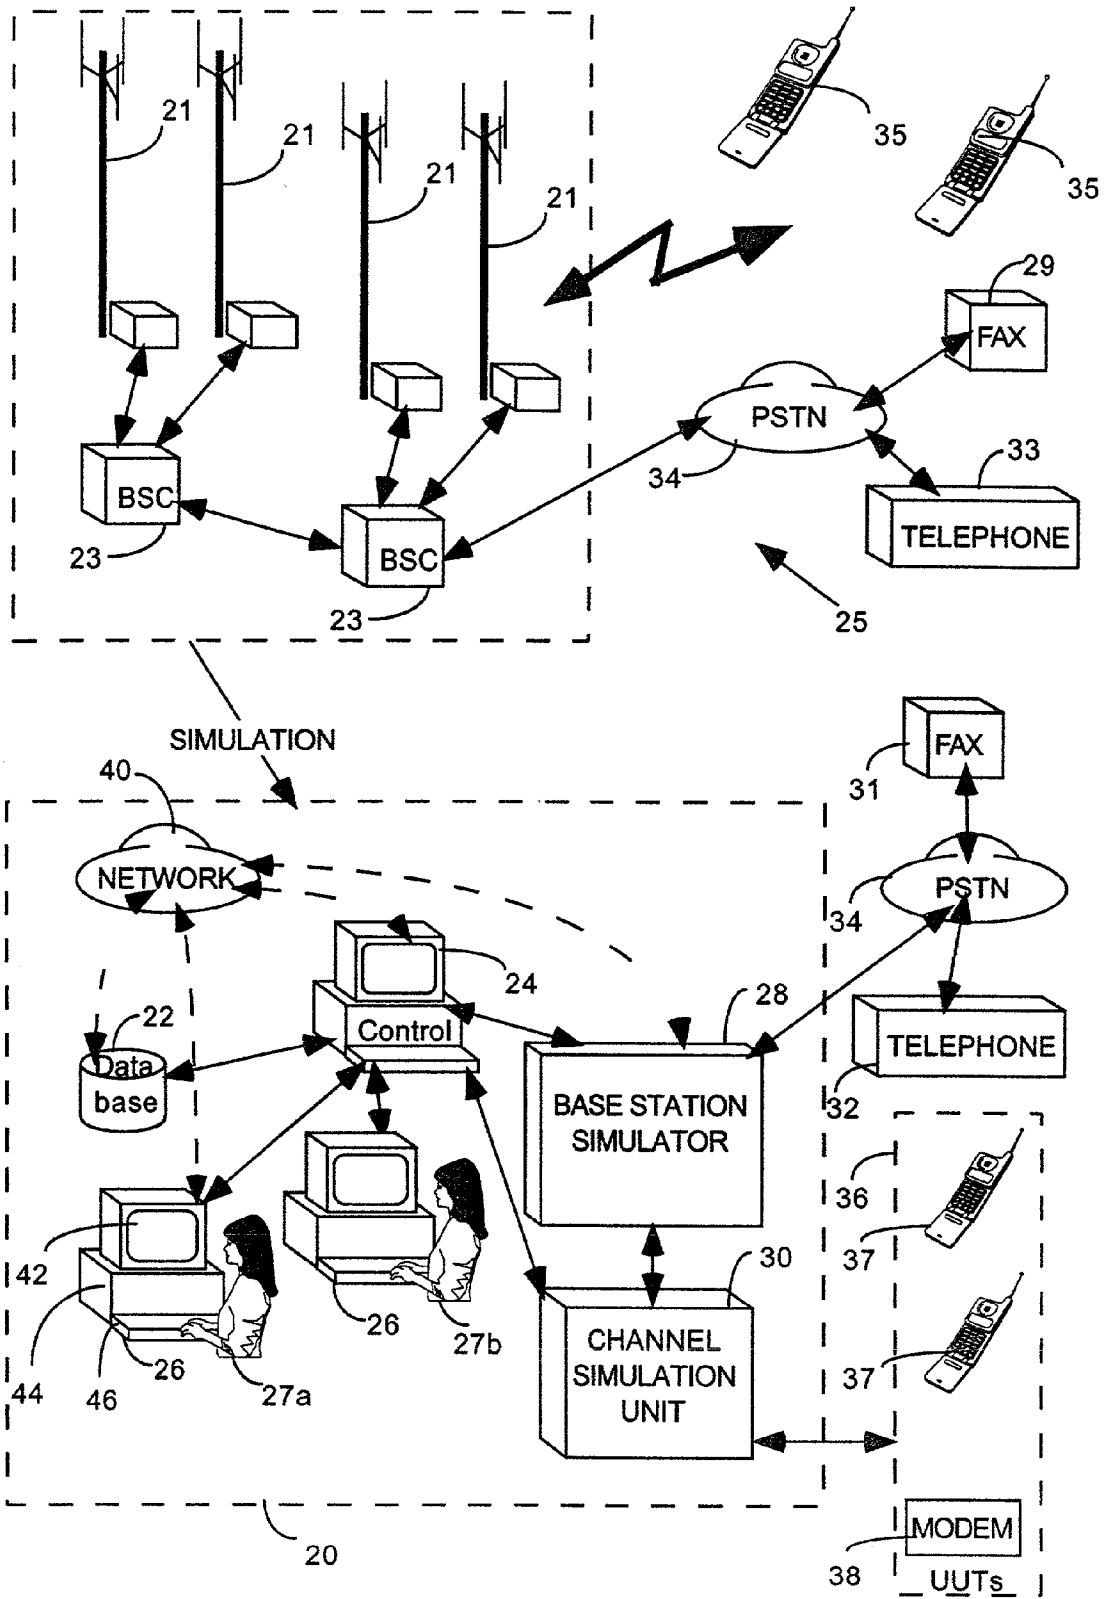 21
21
21
21
35
35
29
FAX
PSTN
34
33
TELEPHONE
BSC
23
BSC
23
25
SIMULATION
FAX
31
40
NETWORK
PSTN
34
24
Control
22
Data
base
28
BASE STATION
SIMULATOR
TELEPHONE
32
36
37
37
30
CHANNEL
SIMULATION
UNIT
42
44
46
26
27a
26
27b
20
MODEM
38
UUTs